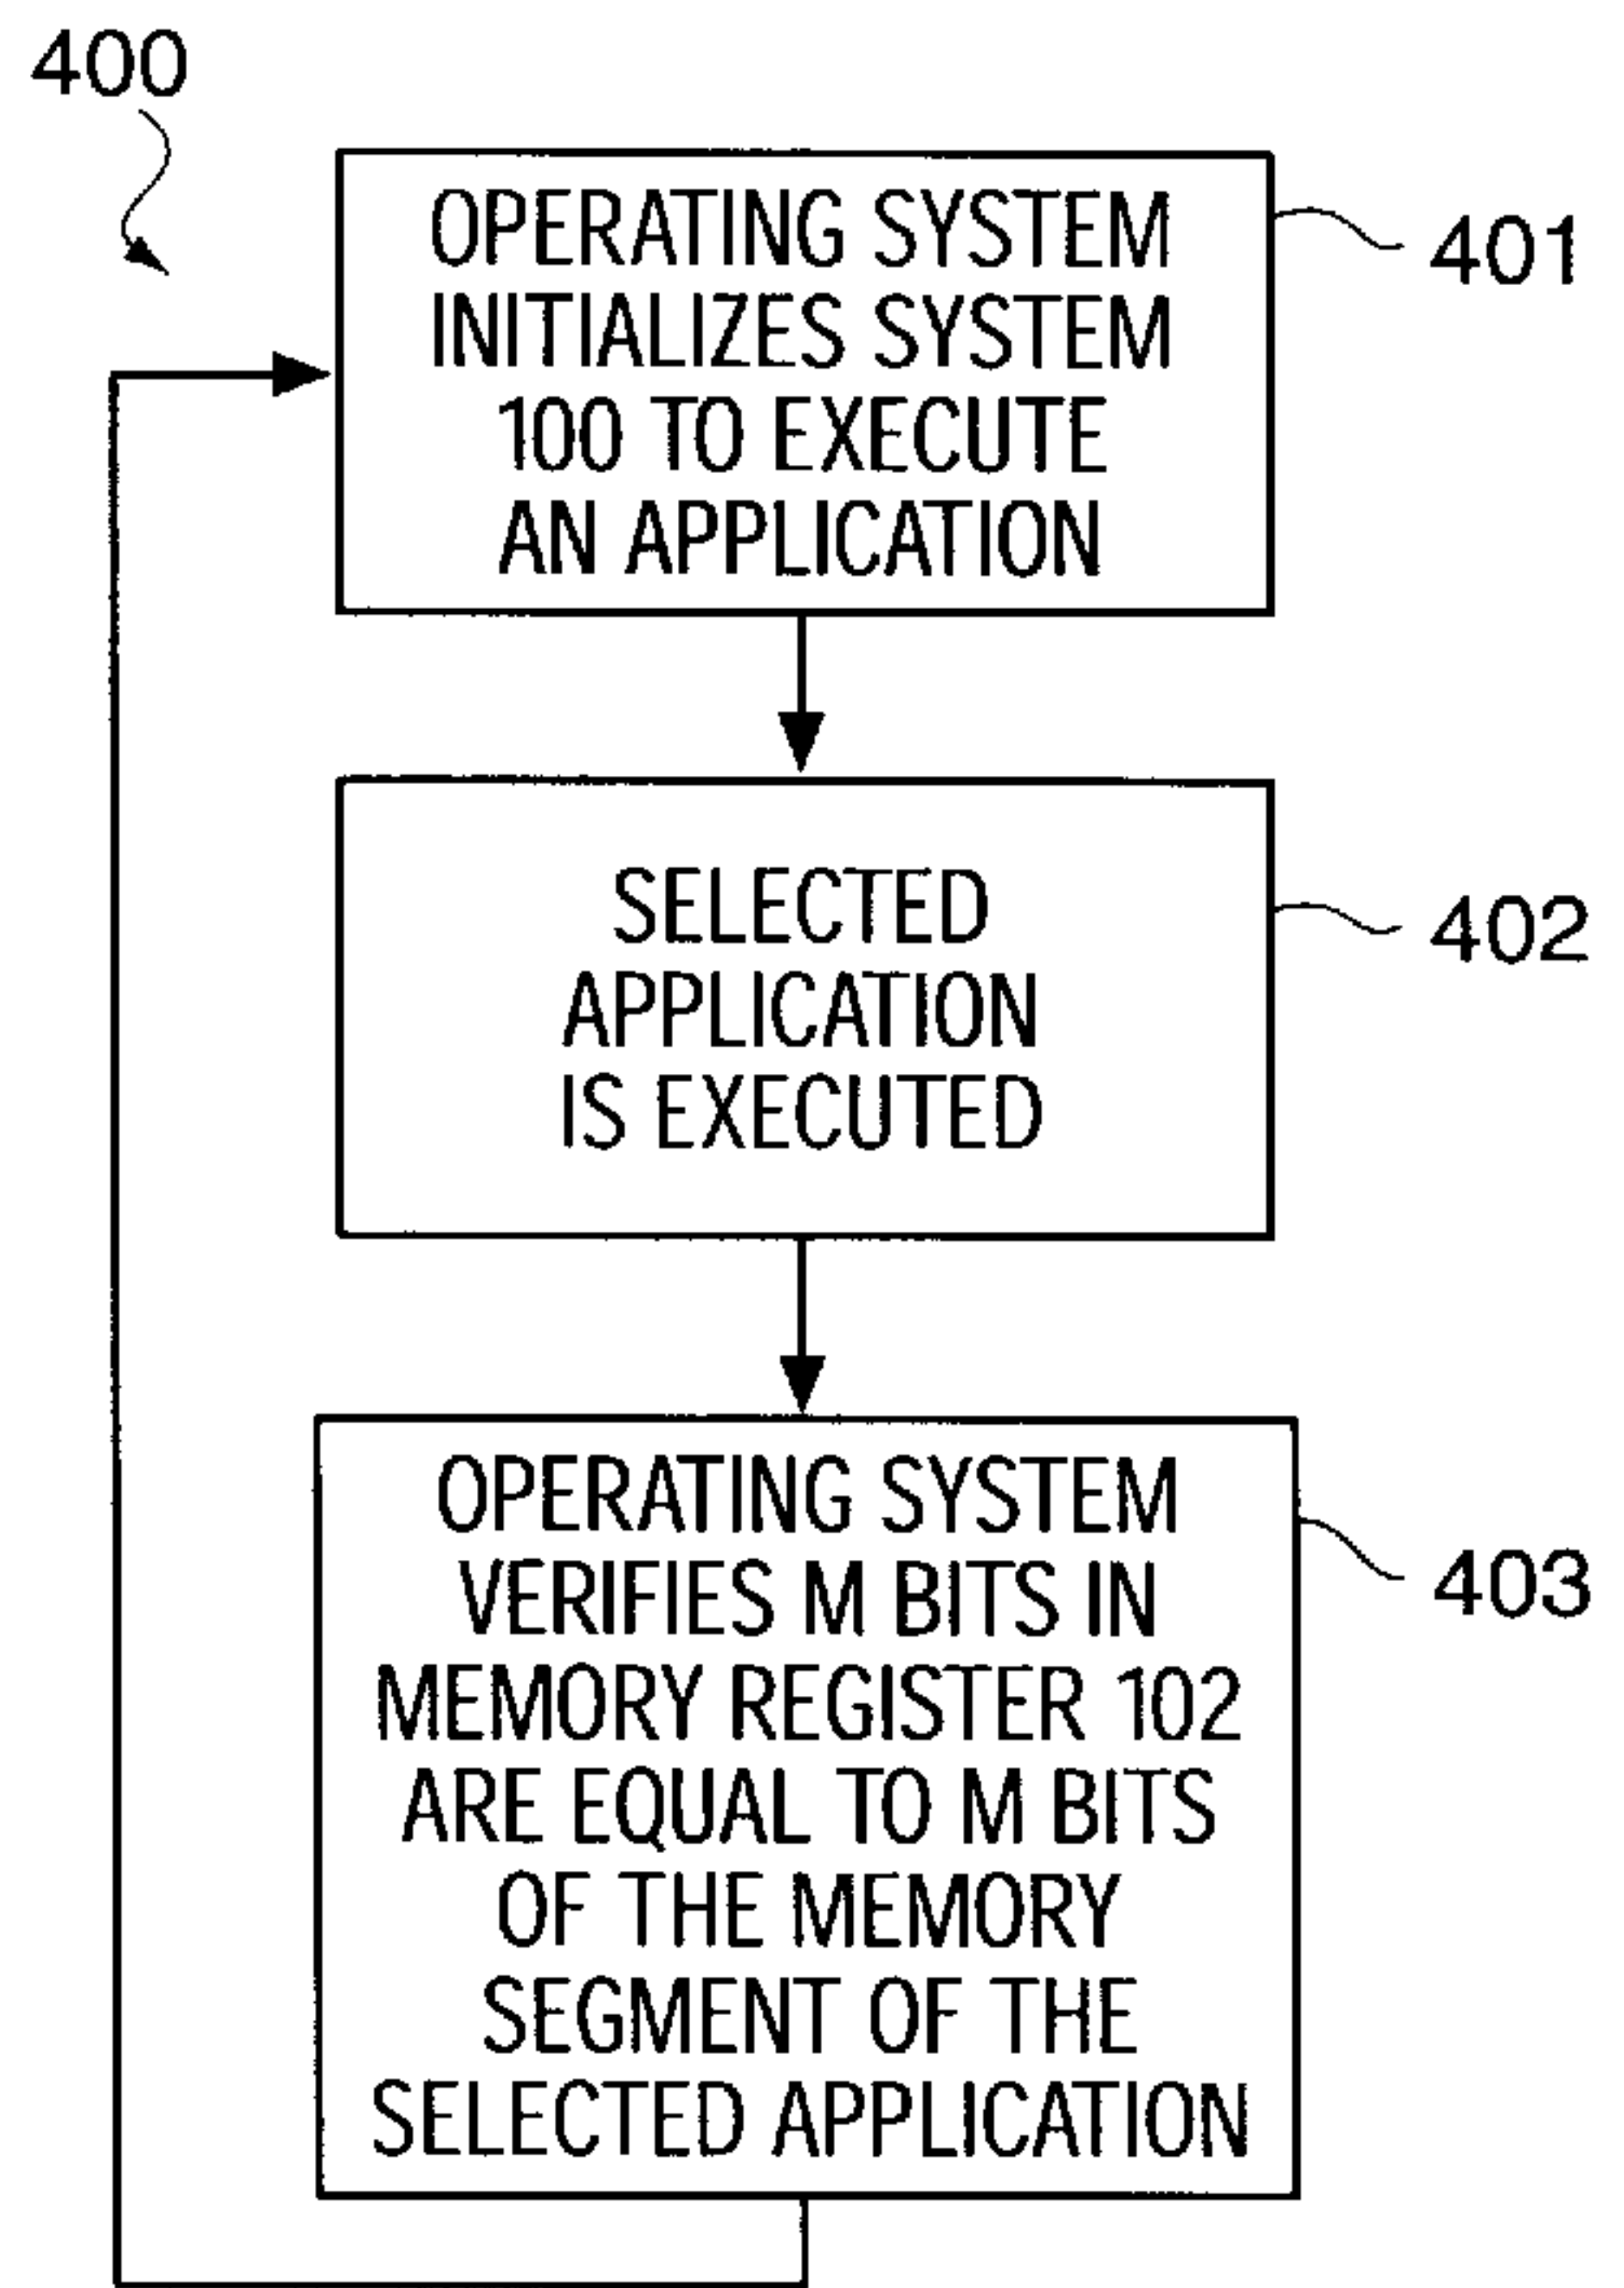 400
OPERATING SYSTEM
INITIALIZES SYSTEM
100 TO EXECUTE
AN APPLICATION
401
SELECTED
APPLICATION
IS EXECUTED
402
OPERATING SYSTEM
VERIFIES M BITS IN
MEMORY REGISTER 102
ARE EQUAL TO M BITS
OF THE MEMORY
SEGMENT OF THE
SELECTED APPLICATION
403